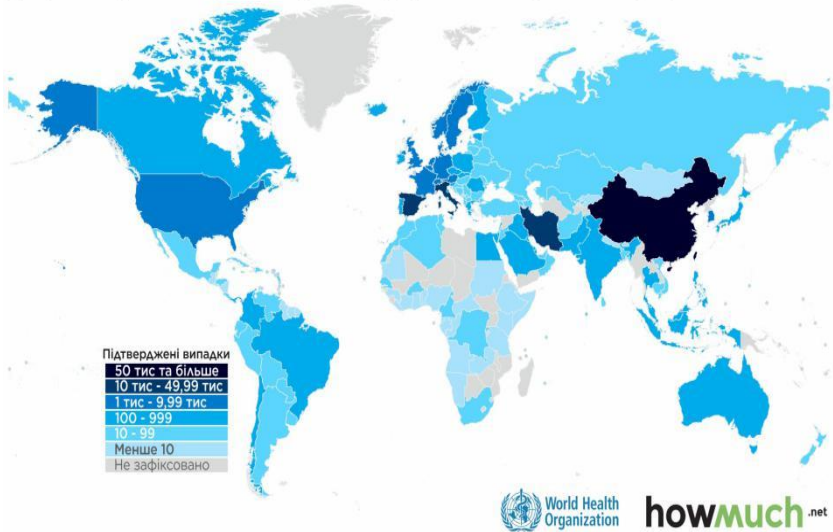 Підтверджені випадки
50 тис та більше
10 тис - 49,99 тис
1 тис - 9,99 тис
100 - 999
10 - 99
Менше 10
Не зафіксовано
World Health
Organization
howmuch.net